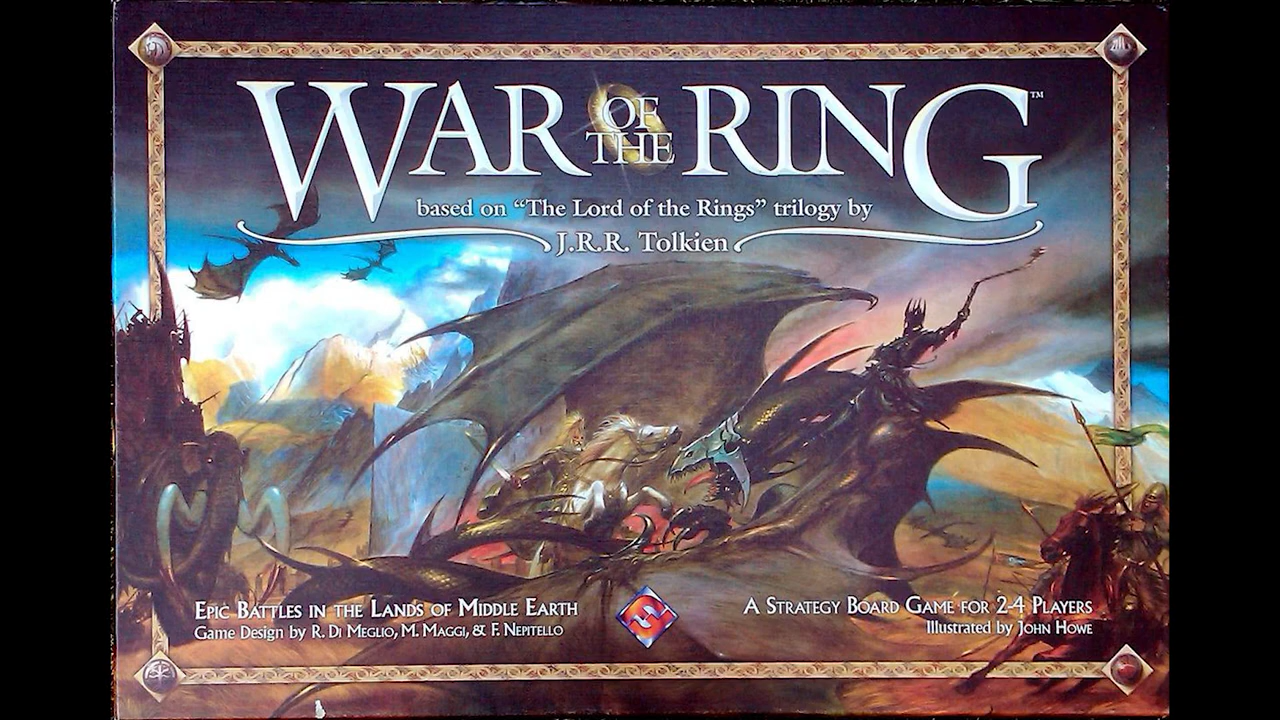 WAR OF THE RING™
based on “The Lord of the Rings” trilogy by
J.R.R. Tolkien
EPIC BATTLES IN THE LANDS OF MIDDLE EARTH
Game Design by R. DI MEGLIO, M. MAGGI, & F. NEPITELLO
A STRATEGY BOARD GAME FOR 2-4 PLAYERS
Illustrated by JOHN HOWE